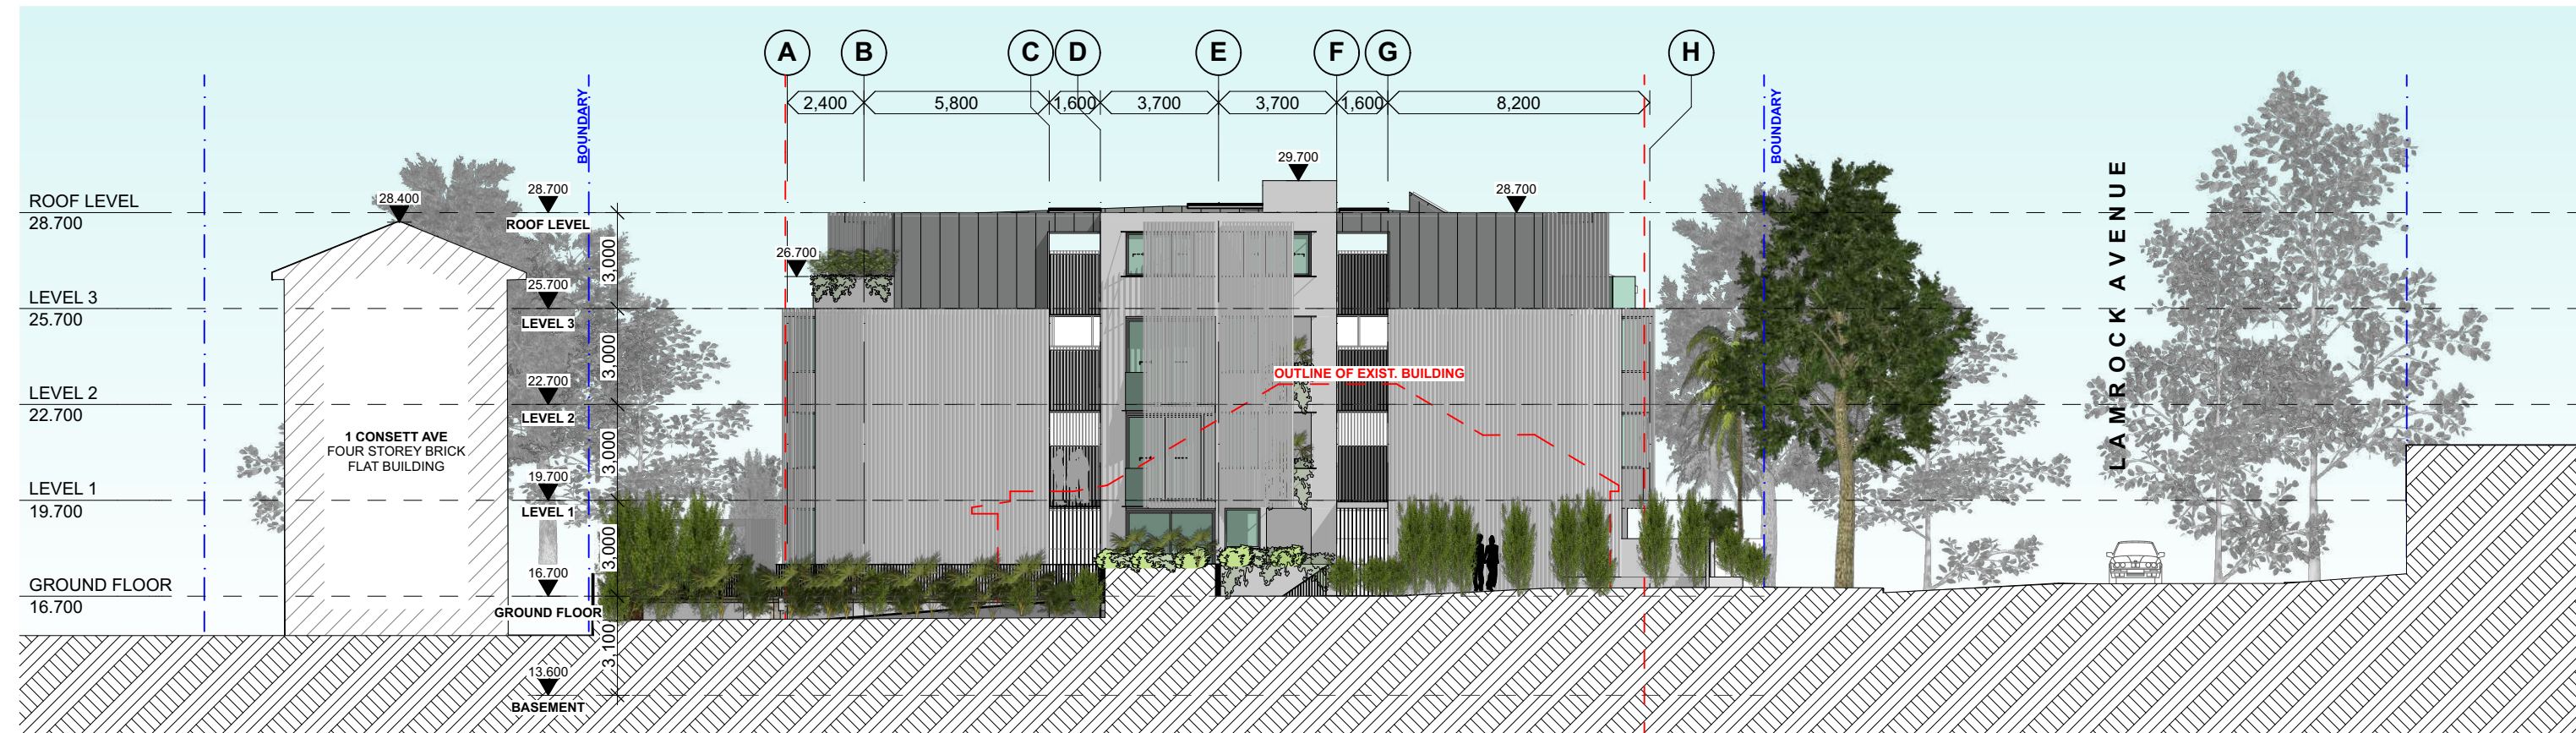 A B C D E F G H
2,400 5,800 1,600 3,700 3,700 1,600 8,200
BOUNDARY
BOUNDARY
LAMROCK AVENUE
29.700
ROOF LEVEL
28.700
28.400
28.700
ROOF LEVEL
28.700
26.700
3,000
LEVEL 3
25.700
25.700
LEVEL 3
3,000
OUTLINE OF EXIST. BUILDING
LEVEL 2
22.700
22.700
LEVEL 2
1 CONSETT AVE
FOUR STOREY BRICK
FLAT BUILDING
3,000
LEVEL 1
19.700
19.700
LEVEL 1
3,000
GROUND FLOOR
16.700
16.700
GROUND FLOOR
3,100
13.600
BASEMENT